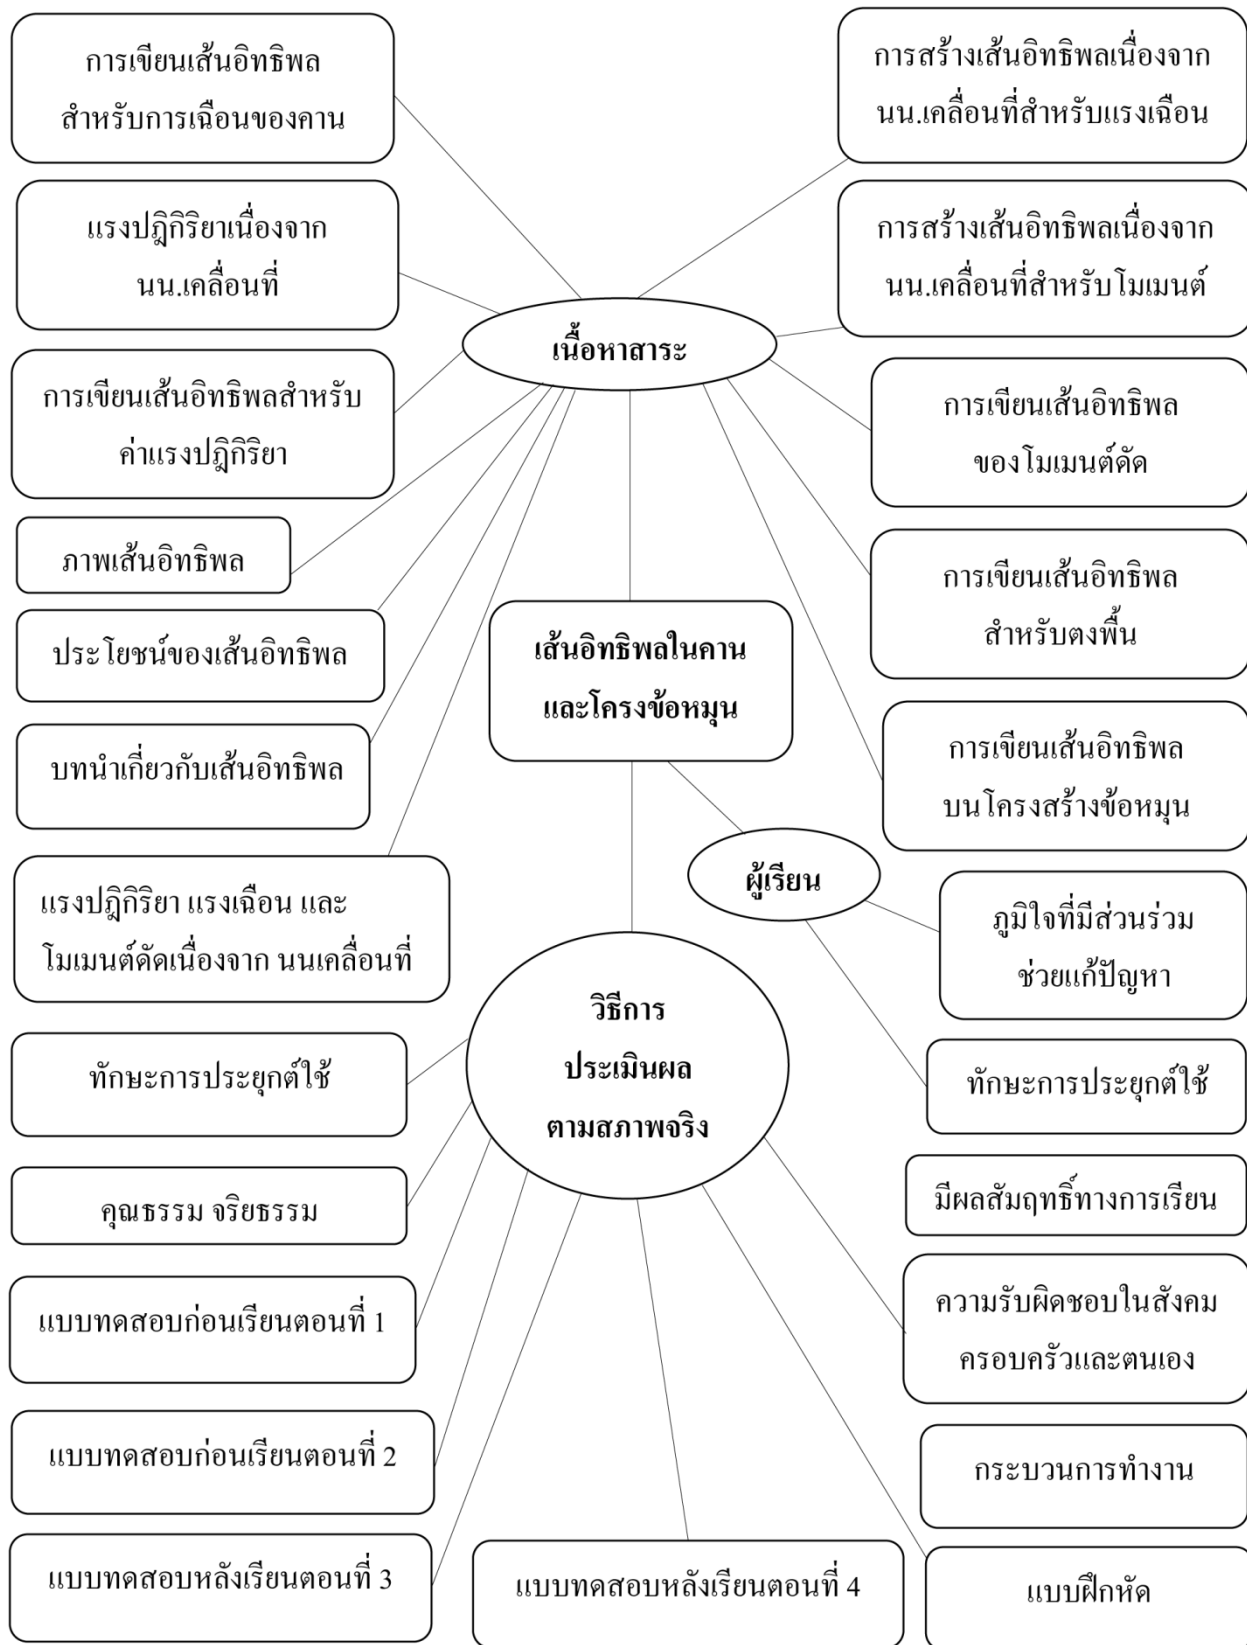 การเขียนเส้นอิทธิพล
สำหรับการเฉือนของคาน
การสร้างเส้นอิทธิพลเนื่องจาก
นน.เคลื่อนที่สำหรับแรงเฉือน
แรงปฎิกิริยาเนื่องจาก
นน.เคลื่อนที่
การสร้างเส้นอิทธิพลเนื่องจาก
นน.เคลื่อนที่สำหรับโมเมนต์
เนื้อหาสาระ
การเขียนเส้นอิทธิพลสำหรับ
ค่าแรงปฎิกิริยา
การเขียนเส้นอิทธิพล
ของโมเมนต์ดัด
ภาพเส้นอิทธิพล
การเขียนเส้นอิทธิพล
สำหรับตงพื้น
ประโยชน์ของเส้นอิทธิพล
เส้นอิทธิพลในคาน
และโครงข้อหมุน
บทนำเกี่ยวกับเส้นอิทธิพล
การเขียนเส้นอิทธิพล
บนโครงสร้างข้อหมุน
ผู้เรียน
แรงปฎิกิริยา แรงเฉือน และ
โมเมนต์ดัดเนื่องจาก นนเคลื่อนที่
ภูมิใจที่มีส่วนร่วม
ช่วยแก้ปัญหา
วิธีการ
ประเมินผล
ตามสภาพจริง
ทักษะการประยุกต์ใช้
ทักษะการประยุกต์ใช้
คุณธรรม จริยธรรม
มีผลสัมฤทธิ์ทางการเรียน
แบบทดสอบก่อนเรียนตอนที่ 1
ความรับผิดชอบในสังคม
ครอบครัวและตนเอง
แบบทดสอบก่อนเรียนตอนที่ 2
กระบวนการทำงาน
แบบทดสอบหลังเรียนตอนที่ 3
แบบทดสอบหลังเรียนตอนที่ 4
แบบฝึกหัด